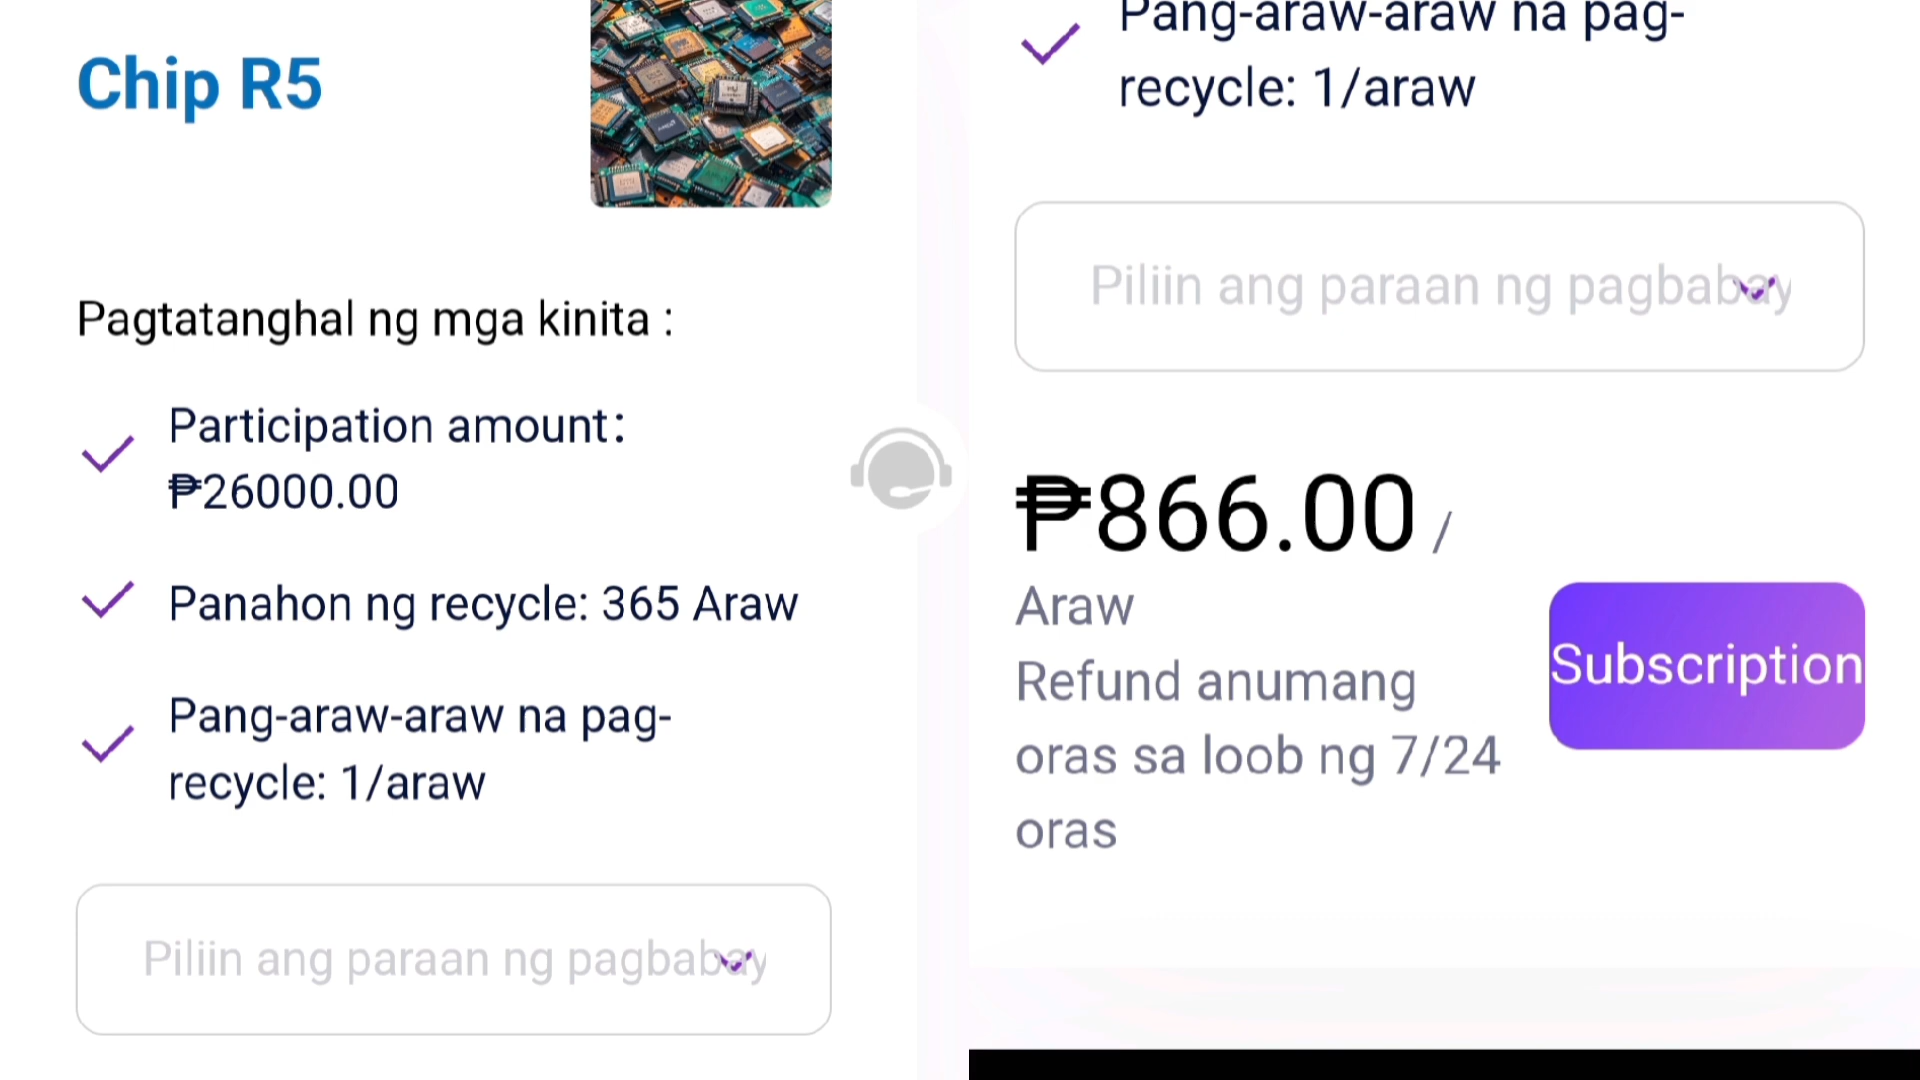 Chip R5
Pagtatanghal ng mga kinita :
Participation amount:
₱26000.00
Panahon ng recycle: 365 Araw
Pang-araw-araw na pag-
recycle: 1/araw
Piliin ang paraan ng pagbabay
Pang-araw-araw na pag-
recycle: 1/araw
Piliin ang paraan ng pagbabay
₱866.00 /
Araw
Refund anumang
oras sa loob ng 7/24
oras
Subscription